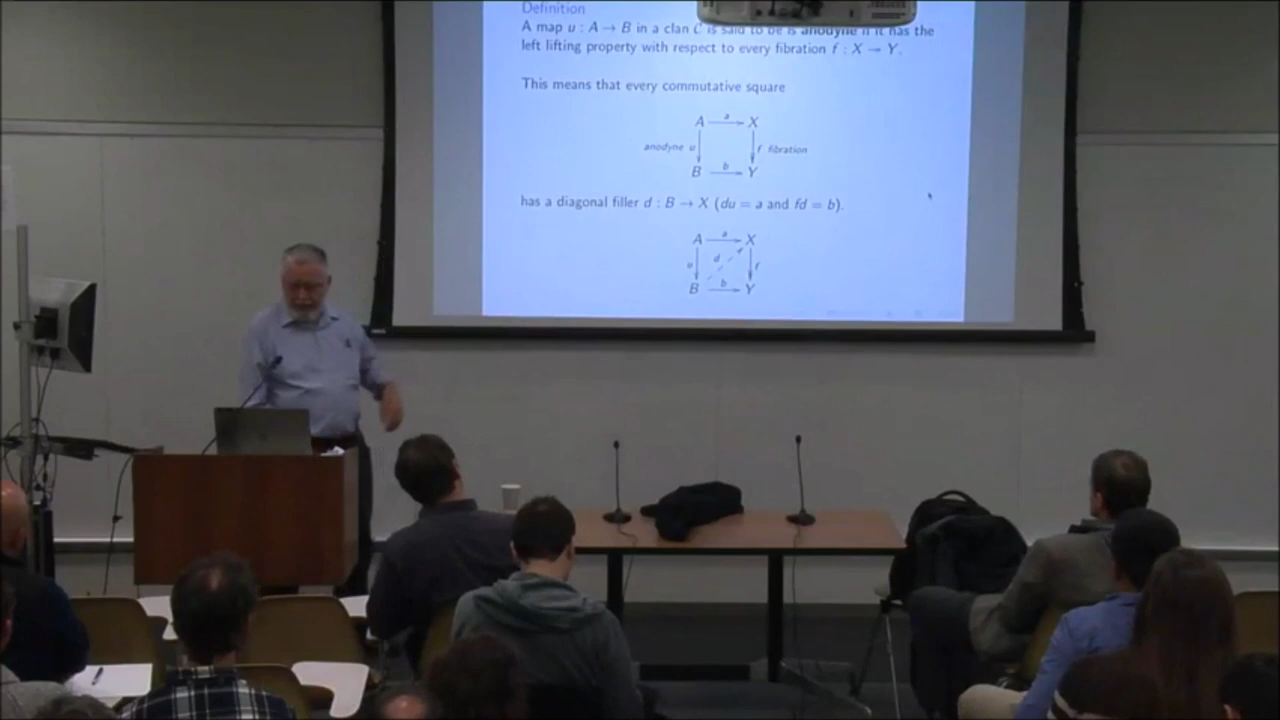 Definition
A map u : A → B in a clan C is said to be is anodyne if it has the
left lifting property with respect to every fibration f : X → Y.
This means that every commutative square
A a X
anodyne u f fibration
B b Y
has a diagonal filler d : B → X (du = a and fd = b).
A a X
u d f
B b Y